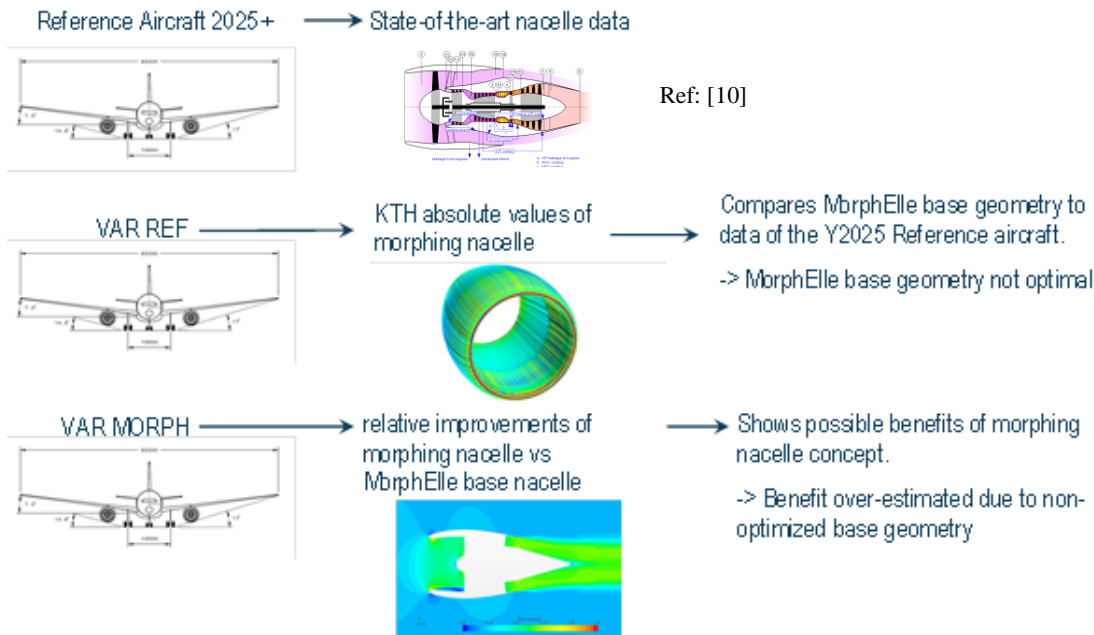 Reference Aircraft 2025+
State-of-the-art nacelle data
Ref: [10]
VAR REF
KTH absolute values of
morphing nacelle
Compares MorphElle base geometry to
data of the Y2025 Reference aircraft.
-> MorphElle base geometry not optimal
VAR MORPH
relative improvements of
morphing nacelle vs
MorphElle base nacelle
Shows possible benefits of morphing
nacelle concept.
-> Benefit over-estimated due to non-
optimized base geometry